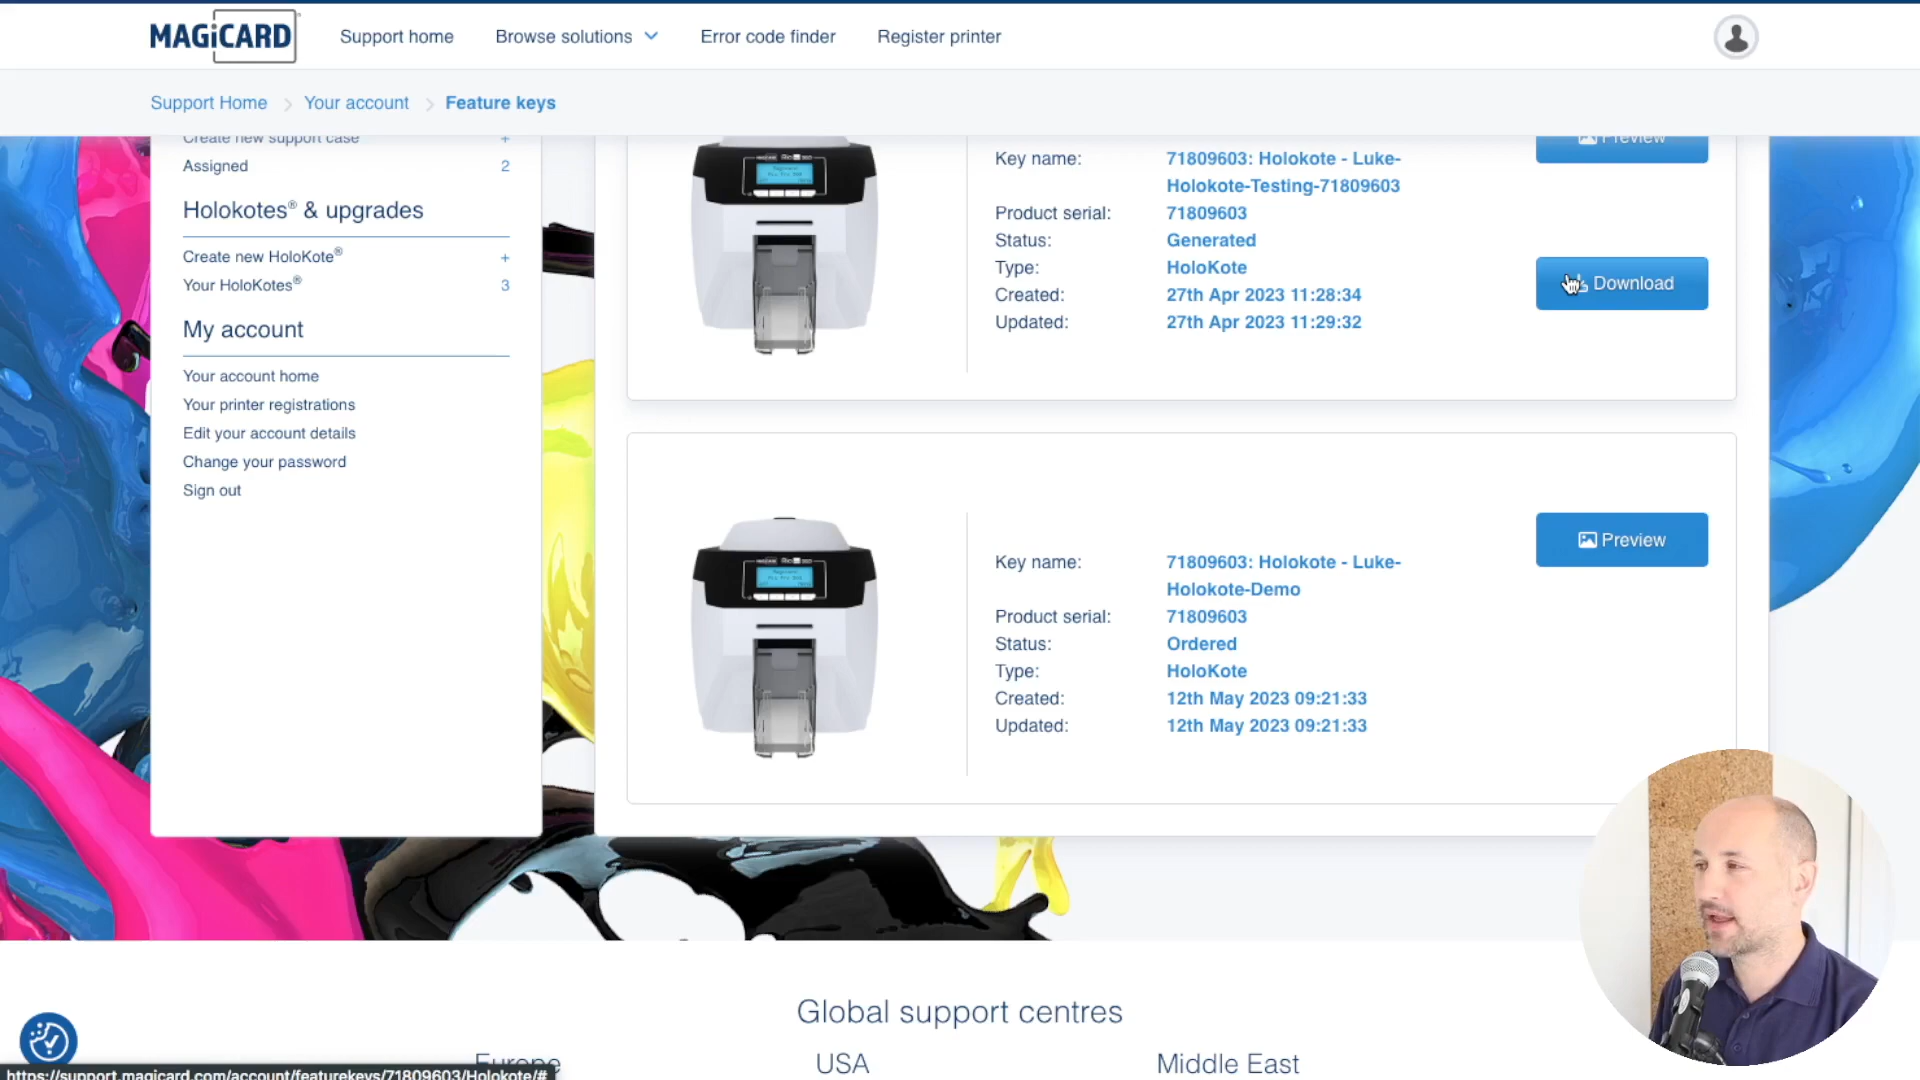 MAGiCARD
Support home
Browse solutions
Error code finder
Register printer
Support Home
Your account
Feature keys
Create new support case +
Assigned 2
Holokotes® & upgrades
Create new HoloKote® +
Your HoloKotes® 3
My account
Your account home
Your printer registrations
Edit your account details
Change your password
Sign out
Key name: 71809603: Holokote - Luke-
Holokote-Testing-71809603
Product serial: 71809603
Status: Generated
Type: HoloKote
Created: 27th Apr 2023 11:28:34
Updated: 27th Apr 2023 11:29:32
Preview
Download
Key name: 71809603: Holokote - Luke-
Holokote-Demo
Product serial: 71809603
Status: Ordered
Type: HoloKote
Created: 12th May 2023 09:21:33
Updated: 12th May 2023 09:21:33
Preview
Global support centres
Europe
USA
Middle East
https://support.magicard.com/account/featurekeys/71809603/Holokote/#